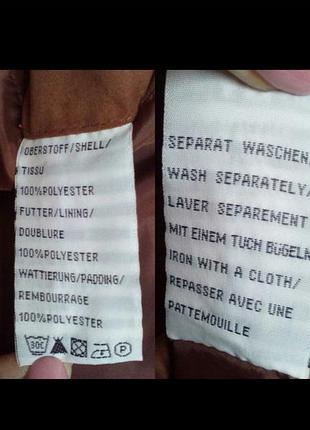 OBERSTOFF/SHELL/
TISSU
100%POLYESTER
FUTTER/LINING/
DOUBLURE
100%POLYESTER
WATTIERUNG/PADDING/
REMBOURRAGE
100%POLYESTER
30C P
SEPARAT WASCHEN/
WASH SEPARATELY/
LAVER SEPAREMENT
MIT EINEM TUCH BÜGELN
IRON WITH A CLOTH/
REPASSER AVEC UNE
PATTEMOUILLE